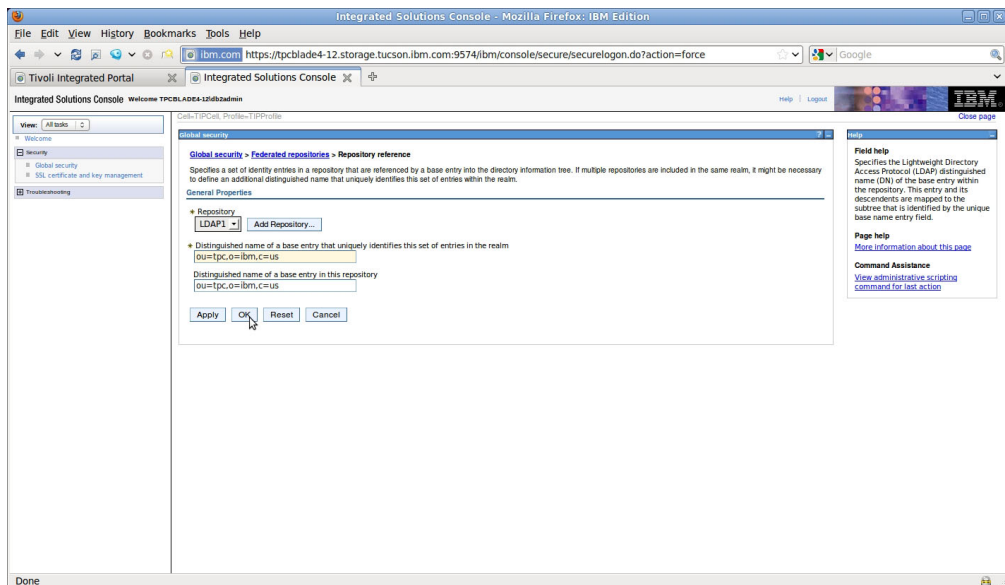 Integrated Solutions Console - Mozilla Firefox: IBM Edition
File Edit View History Bookmarks Tools Help
ibm.com https://tpcblade4-12.storage.tucson.ibm.com:9574/ibm/console/secure/securelogon.do?action=force
Google
Tivoli Integrated Portal
Integrated Solutions Console
Integrated Solutions Console Welcome TPCBLADE4-12\db2admin
Help | Logout
IBM
View: All tasks
Welcome
Security
Global security
SSL certificate and key management
Troubleshooting
Cell=TIPCell, Profile=TIPProfile
Close page
Global security
?
Global security > Federated repositories > Repository reference
Specifies a set of identity entries in a repository that are referenced by a base entry into the directory information tree. If multiple repositories are included in the same realm, it might be necessary
to define an additional distinguished name that uniquely identifies this set of entries within the realm.
General Properties
* Repository
LDAP1 Add Repository...
* Distinguished name of a base entry that uniquely identifies this set of entries in the realm
ou=tpc,o=ibm,c=us
Distinguished name of a base entry in this repository
ou=tpc,o=ibm,c=us
Apply OK Reset Cancel
Help
Field help
Specifies the Lightweight Directory
Access Protocol (LDAP) distinguished
name (DN) of the base entry within
the repository. This entry and its
descendents are mapped to the
subtree that is identified by the unique
base name entry field.
Page help
More information about this page
Command Assistance
View administrative scripting
command for last action
Done